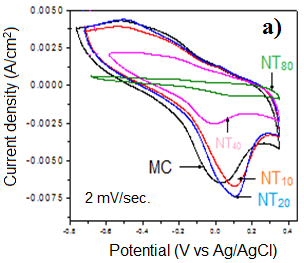 a)
0.0050
0.0025
0.0000
-0.0025
-0.0050
-0.0075
Current density (A/cm²)
NT80
NT40
MC
NT10
NT20
2 mV/sec.
-0.8 -0.6 -0.4 -0.2 0.0 0.2 0.4
Potential (V vs Ag/AgCl)